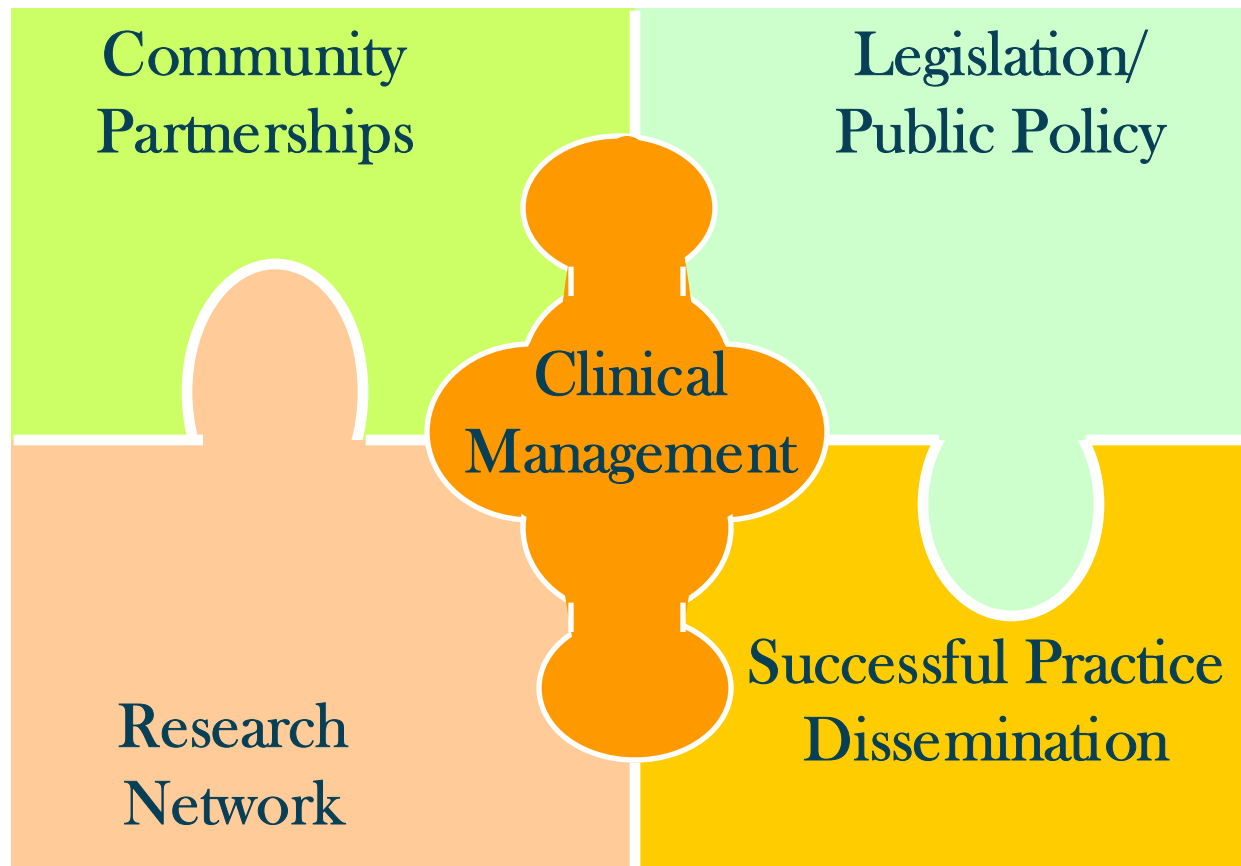 Community
Partnerships
Legislation/
Public Policy
Clinical
Management
Research
Network
Successful Practice
Dissemination